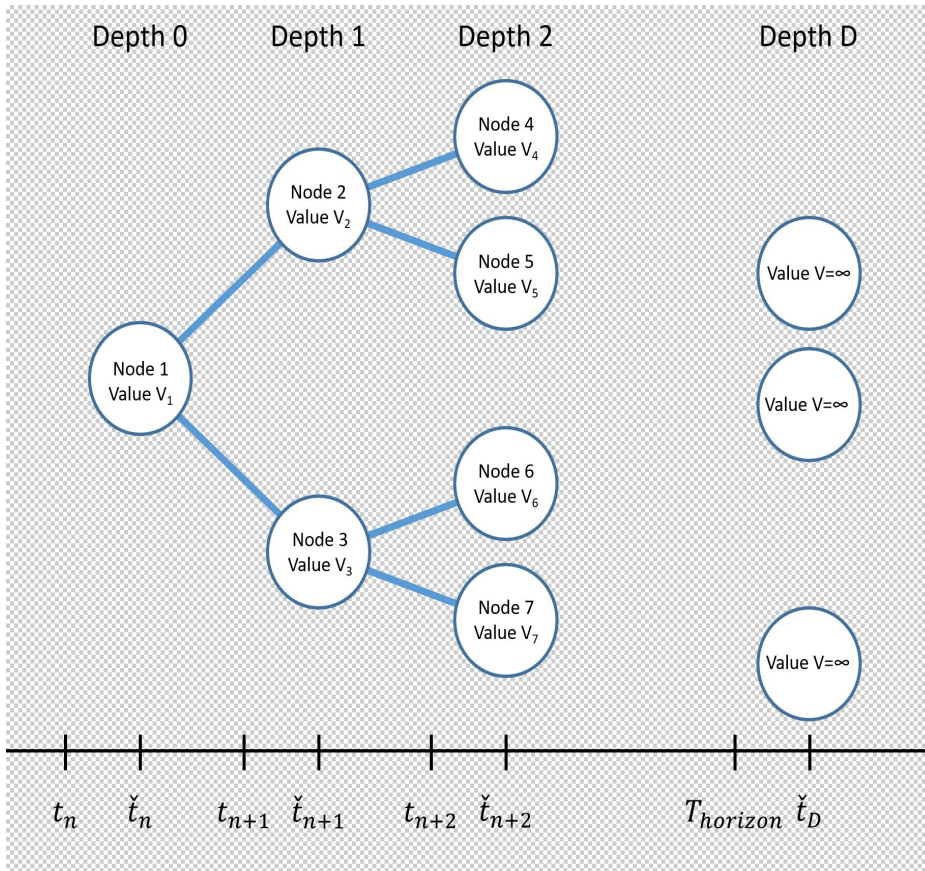 Depth 0 Depth 1 Depth 2 Depth D
Node 4
Value V₄
Node 2
Value V₂
Node 5
Value V₅
Value V=∞
Node 1
Value V₁
Value V=∞
Node 6
Value V₆
Node 3
Value V₃
Node 7
Value V₇
Value V=∞
tₙ ťₙ tₙ₊₁ ťₙ₊₁ tₙ₊₂ ťₙ₊₂ T_horizon ť_D